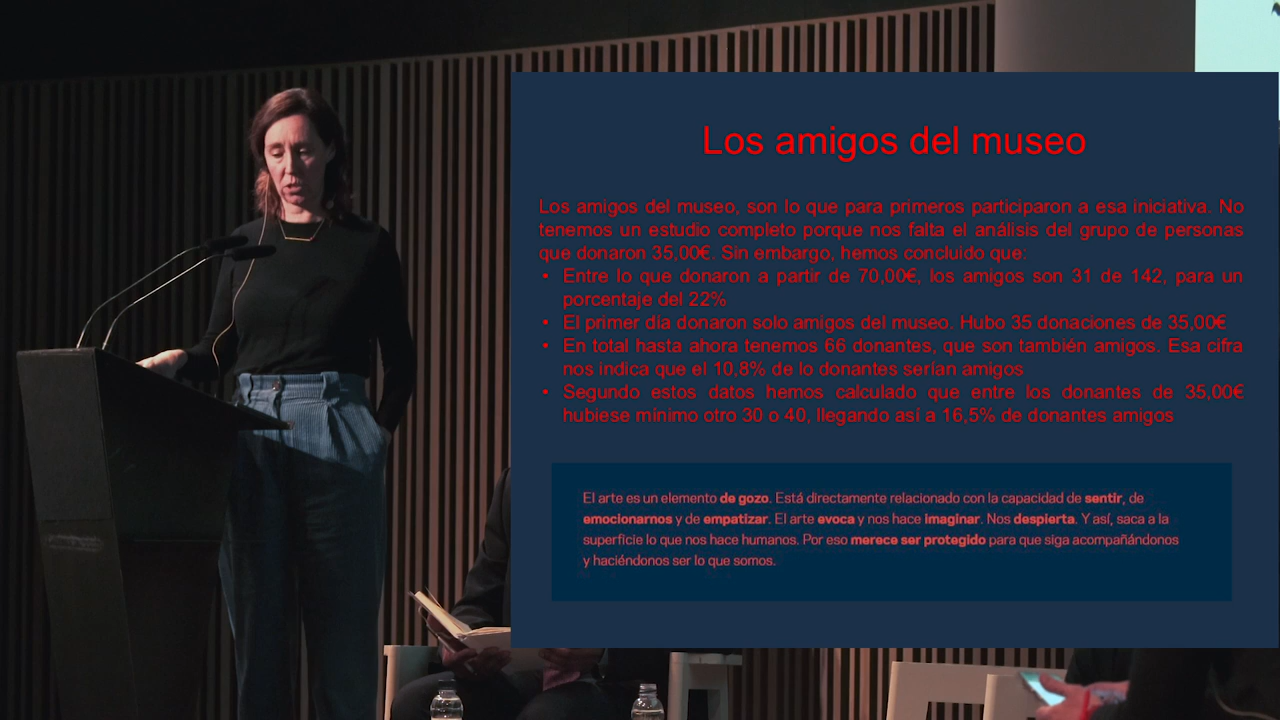 Los amigos del museo
Los amigos del museo, son lo que para primeros participaron a esa iniciativa. No
tenemos un estudio completo porque nos falta el análisis del grupo de personas
que donaron 35,00€. Sin embargo, hemos concluido que:
• Entre lo que donaron a partir de 70,00€, los amigos son 31 de 142, para un
porcentaje del 22%
• El primer día donaron solo amigos del museo. Hubo 35 donaciones de 35,00€
• En total hasta ahora tenemos 66 donantes, que son también amigos. Esa cifra
nos indica que el 10,8% de lo donantes serían amigos
• Segundo estos datos hemos calculado que entre los donantes de 35,00€
hubiese mínimo otro 30 o 40, llegando así a 16,5% de donantes amigos
El arte es un elemento de gozo. Está directamente relacionado con la capacidad de sentir, de
emocionarnos y de empatizar. El arte evoca y nos hace imaginar. Nos despierta. Y así, saca a la
superficie lo que nos hace humanos. Por eso merece ser protegido para que siga acompañándonos
y haciéndonos ser lo que somos.